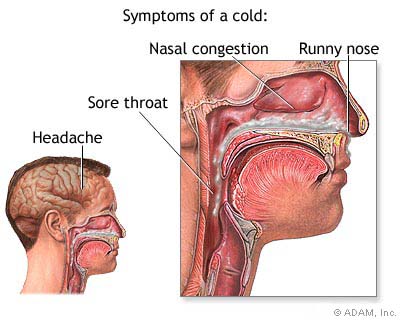 Symptoms of a cold:
Nasal congestion
Runny nose
Sore throat
Headache
© ADAM, Inc.